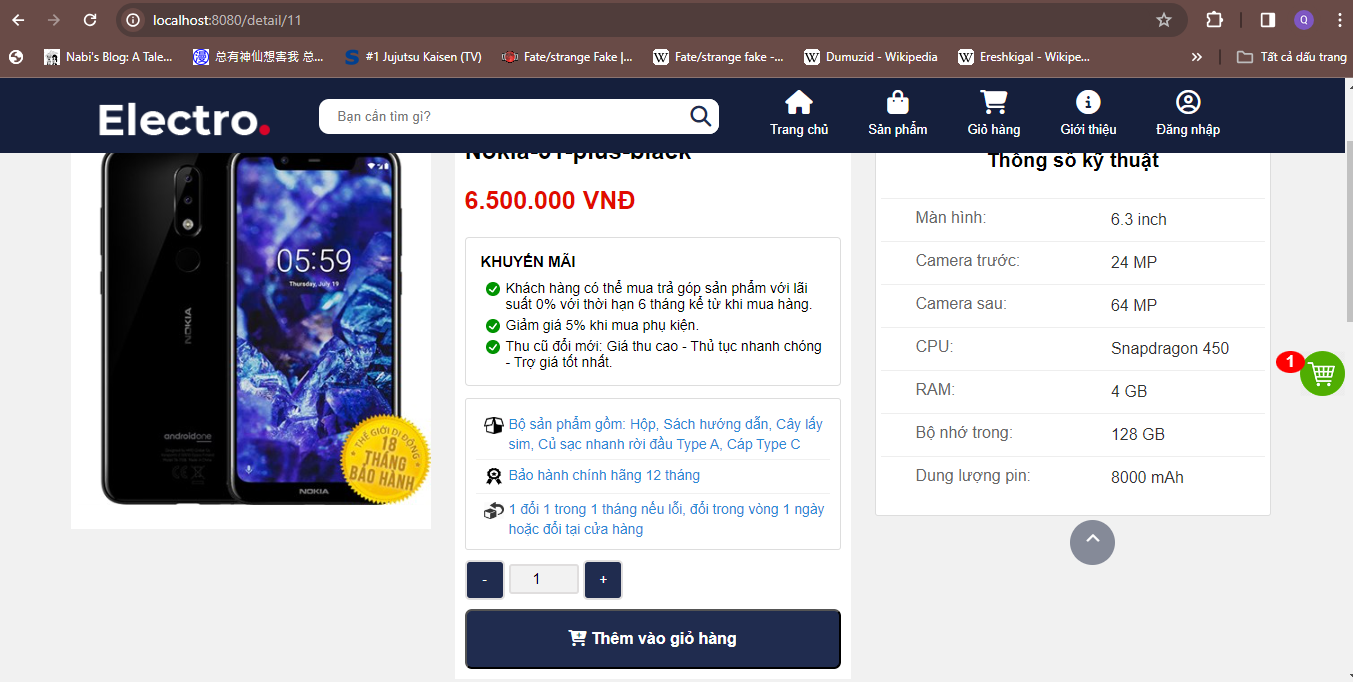 localhost:8080/detail/11
Q
Nabi's Blog: A Tale...
总有神仙想害我 总...
#1 Jujutsu Kaisen (TV)
Fate/strange Fake |...
Fate/strange fake -...
Dumuzid - Wikipedia
Ereshkigal - Wikipe...
»
Tất cả dấu trang
Electro.
Bạn cần tìm gì?
Trang chủ
Sản phẩm
Giỏ hàng
Giới thiệu
Đăng nhập
05:59
Thursday, July 19
NOKIA
androidone
NOKIA
THẾ GIỚI DI ĐỘNG
18
THÁNG
BẢO HÀNH
Nokia-61-plus-black
6.500.000 VNĐ
KHUYẾN MÃI
Khách hàng có thể mua trả góp sản phẩm với lãi
suất 0% với thời hạn 6 tháng kể từ khi mua hàng.
Giảm giá 5% khi mua phụ kiện.
Thu cũ đổi mới: Giá thu cao - Thủ tục nhanh chóng
- Trợ giá tốt nhất.
Bộ sản phẩm gồm: Hộp, Sách hướng dẫn, Cây lấy
sim, Củ sạc nhanh rời đầu Type A, Cáp Type C
Bảo hành chính hãng 12 tháng
1 đổi 1 trong 1 tháng nếu lỗi, đổi trong vòng 1 ngày
hoặc đổi tại cửa hàng
- 1 +
Thêm vào giỏ hàng
Thông số kỹ thuật
Màn hình: 6.3 inch
Camera trước: 24 MP
Camera sau: 64 MP
CPU: Snapdragon 450
RAM: 4 GB
Bộ nhớ trong: 128 GB
Dung lượng pin: 8000 mAh
1